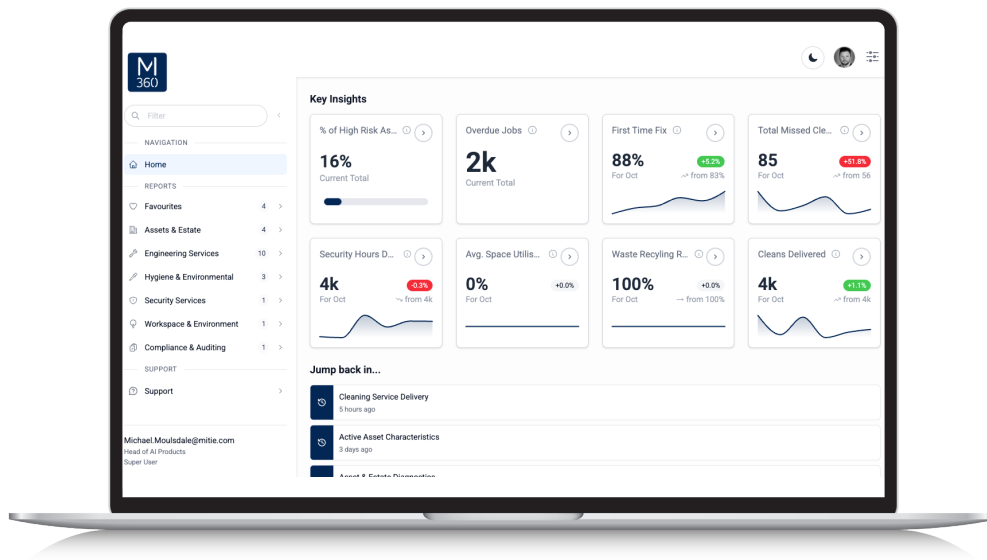 M
360
Filter
NAVIGATION
Home
REPORTS
Favourites 4
Assets & Estate 4
Engineering Services 10
Hygiene & Environmental 3
Security Services 1
Workspace & Environment 1
Compliance & Auditing 1
SUPPORT
Support
Michael.Moulsdale@mitie.com
Head of AI Products
Super User
Key Insights
% of High Risk As...
16%
Current Total
Overdue Jobs
2k
Current Total
First Time Fix
88% +5.2%
For Oct from 83%
Total Missed Cle...
85 +51.8%
For Oct from 56
Security Hours D...
4k -0.3%
For Oct from 4k
Avg. Space Utilis...
0% +0.0%
For Oct
Waste Recyling R...
100% +0.0%
For Oct from 100%
Cleans Delivered
4k +1.1%
For Oct from 4k
Jump back in...
Cleaning Service Delivery
5 hours ago
Active Asset Characteristics
3 days ago
Asset & Estate Diagnostics